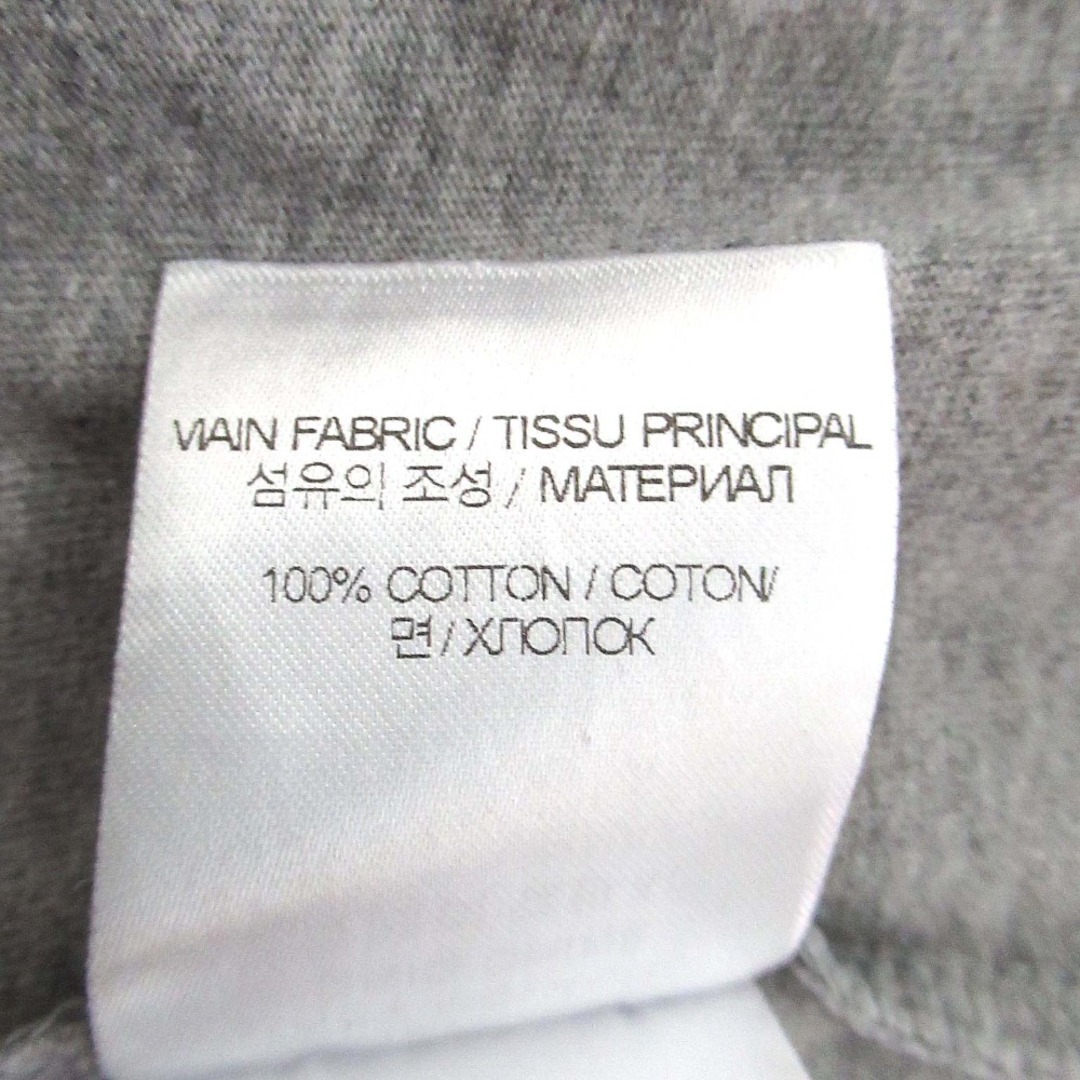 MAIN FABRIC / TISSU PRINCIPAL
섬유의 조성 / МАТЕРИАЛ
100% COTTON / COTON/
면 / ХЛОПОК